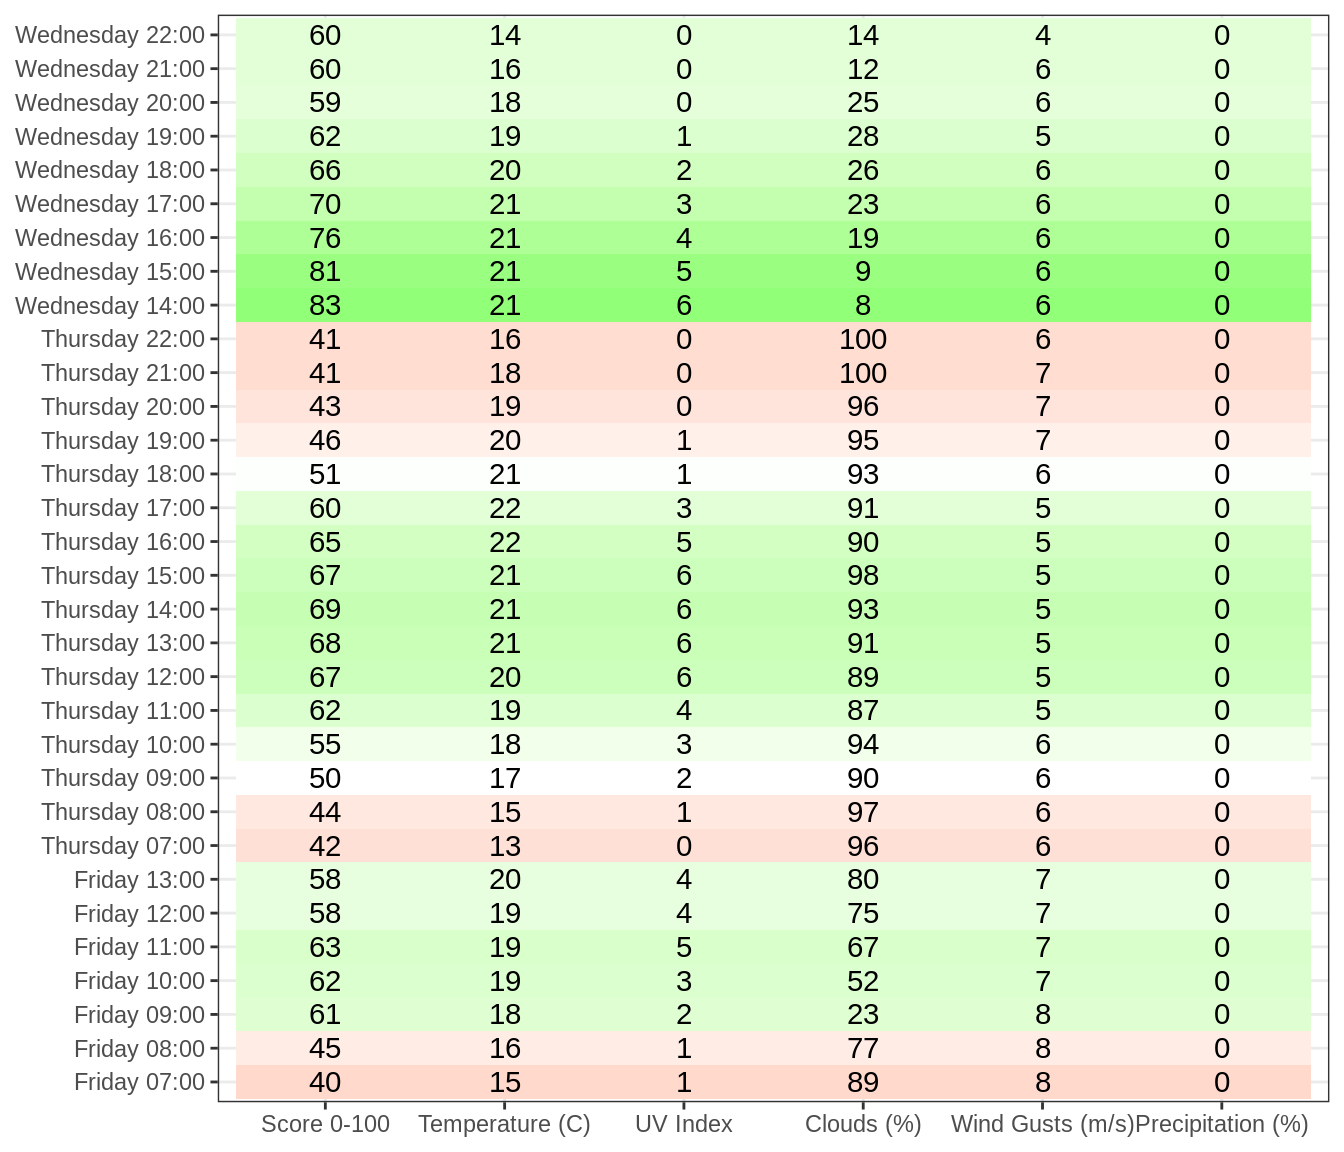 Wednesday 22:00 60 14 0 14 4 0
Wednesday 21:00 60 16 0 12 6 0
Wednesday 20:00 59 18 0 25 6 0
Wednesday 19:00 62 19 1 28 5 0
Wednesday 18:00 66 20 2 26 6 0
Wednesday 17:00 70 21 3 23 6 0
Wednesday 16:00 76 21 4 19 6 0
Wednesday 15:00 81 21 5 9 6 0
Wednesday 14:00 83 21 6 8 6 0
Thursday 22:00 41 16 0 100 6 0
Thursday 21:00 41 18 0 100 7 0
Thursday 20:00 43 19 0 96 7 0
Thursday 19:00 46 20 1 95 7 0
Thursday 18:00 51 21 1 93 6 0
Thursday 17:00 60 22 3 91 5 0
Thursday 16:00 65 22 5 90 5 0
Thursday 15:00 67 21 6 98 5 0
Thursday 14:00 69 21 6 93 5 0
Thursday 13:00 68 21 6 91 5 0
Thursday 12:00 67 20 6 89 5 0
Thursday 11:00 62 19 4 87 5 0
Thursday 10:00 55 18 3 94 6 0
Thursday 09:00 50 17 2 90 6 0
Thursday 08:00 44 15 1 97 6 0
Thursday 07:00 42 13 0 96 6 0
Friday 13:00 58 20 4 80 7 0
Friday 12:00 58 19 4 75 7 0
Friday 11:00 63 19 5 67 7 0
Friday 10:00 62 19 3 52 7 0
Friday 09:00 61 18 2 23 8 0
Friday 08:00 45 16 1 77 8 0
Friday 07:00 40 15 1 89 8 0
Score 0-100 Temperature (C) UV Index Clouds (%) Wind Gusts (m/s) Precipitation (%)